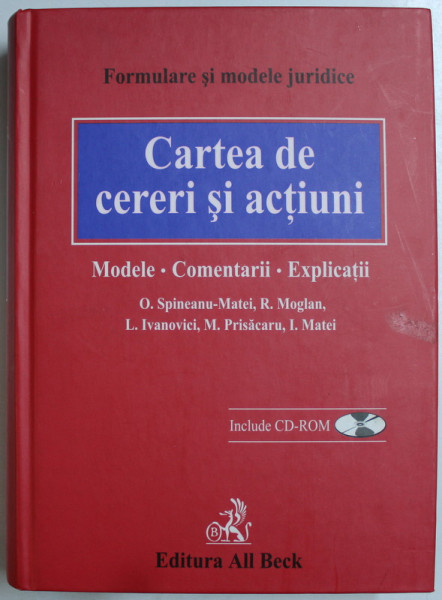 Formulare și modele juridice
Cartea de
cereri și acțiuni
Modele • Comentarii • Explicații
O. Spineanu-Matei, R. Moglan,
L. Ivanovici, M. Prisăcaru, I. Matei
Include CD-ROM
B
Editura All Beck